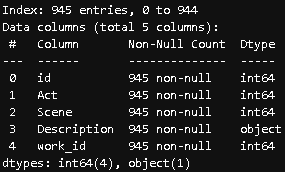 Index: 945 entries, 0 to 944
Data columns (total 5 columns):
 #   Column       Non-Null Count  Dtype
---  ------       --------------  -----
 0   id           945 non-null    int64
 1   Act          945 non-null    int64
 2   Scene        945 non-null    int64
 3   Description  945 non-null    object
 4   work_id      945 non-null    int64
dtypes: int64(4), object(1)